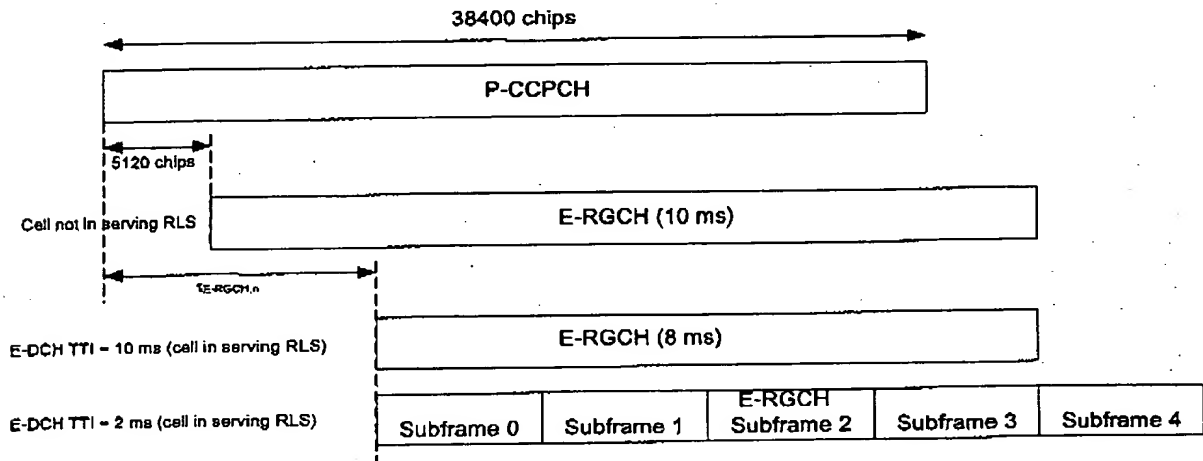 38400 chips
P-CCPCH
5120 chips
Cell not in serving RLS
E-RGCH (10 ms)
τE-RGCH,n
E-DCH TTI = 10 ms (cell in serving RLS)
E-RGCH (8 ms)
E-DCH TTI = 2 ms (cell in serving RLS)
Subframe 0
Subframe 1
E-RGCH
Subframe 2
Subframe 3
Subframe 4